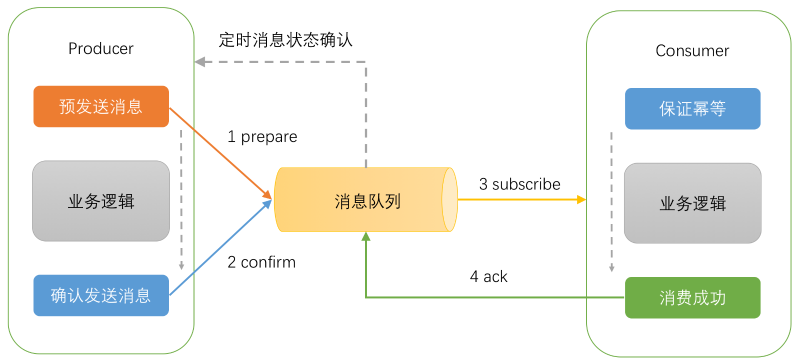 Producer
预发送消息
业务逻辑
确认发送消息
定时消息状态确认
1 prepare
2 confirm
消息队列
3 subscribe
4 ack
Consumer
保证幂等
业务逻辑
消费成功